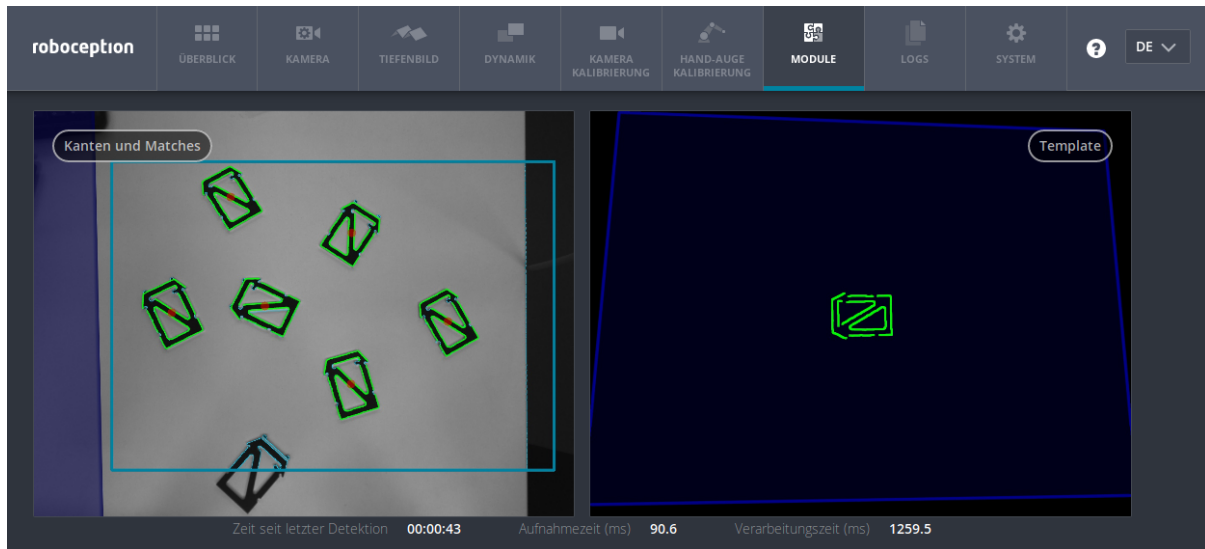 roboception
ÜBERBLICK
KAMERA
TIEFENBILD
DYNAMIK
KAMERA
KALIBRIERUNG
HAND-AUGE
KALIBRIERUNG
MODULE
LOGS
SYSTEM
?
DE
Kanten und Matches
Template
Zeit seit letzter Detektion 00:00:43 Aufnahmezeit (ms) 90.6 Verarbeitungszeit (ms) 1259.5